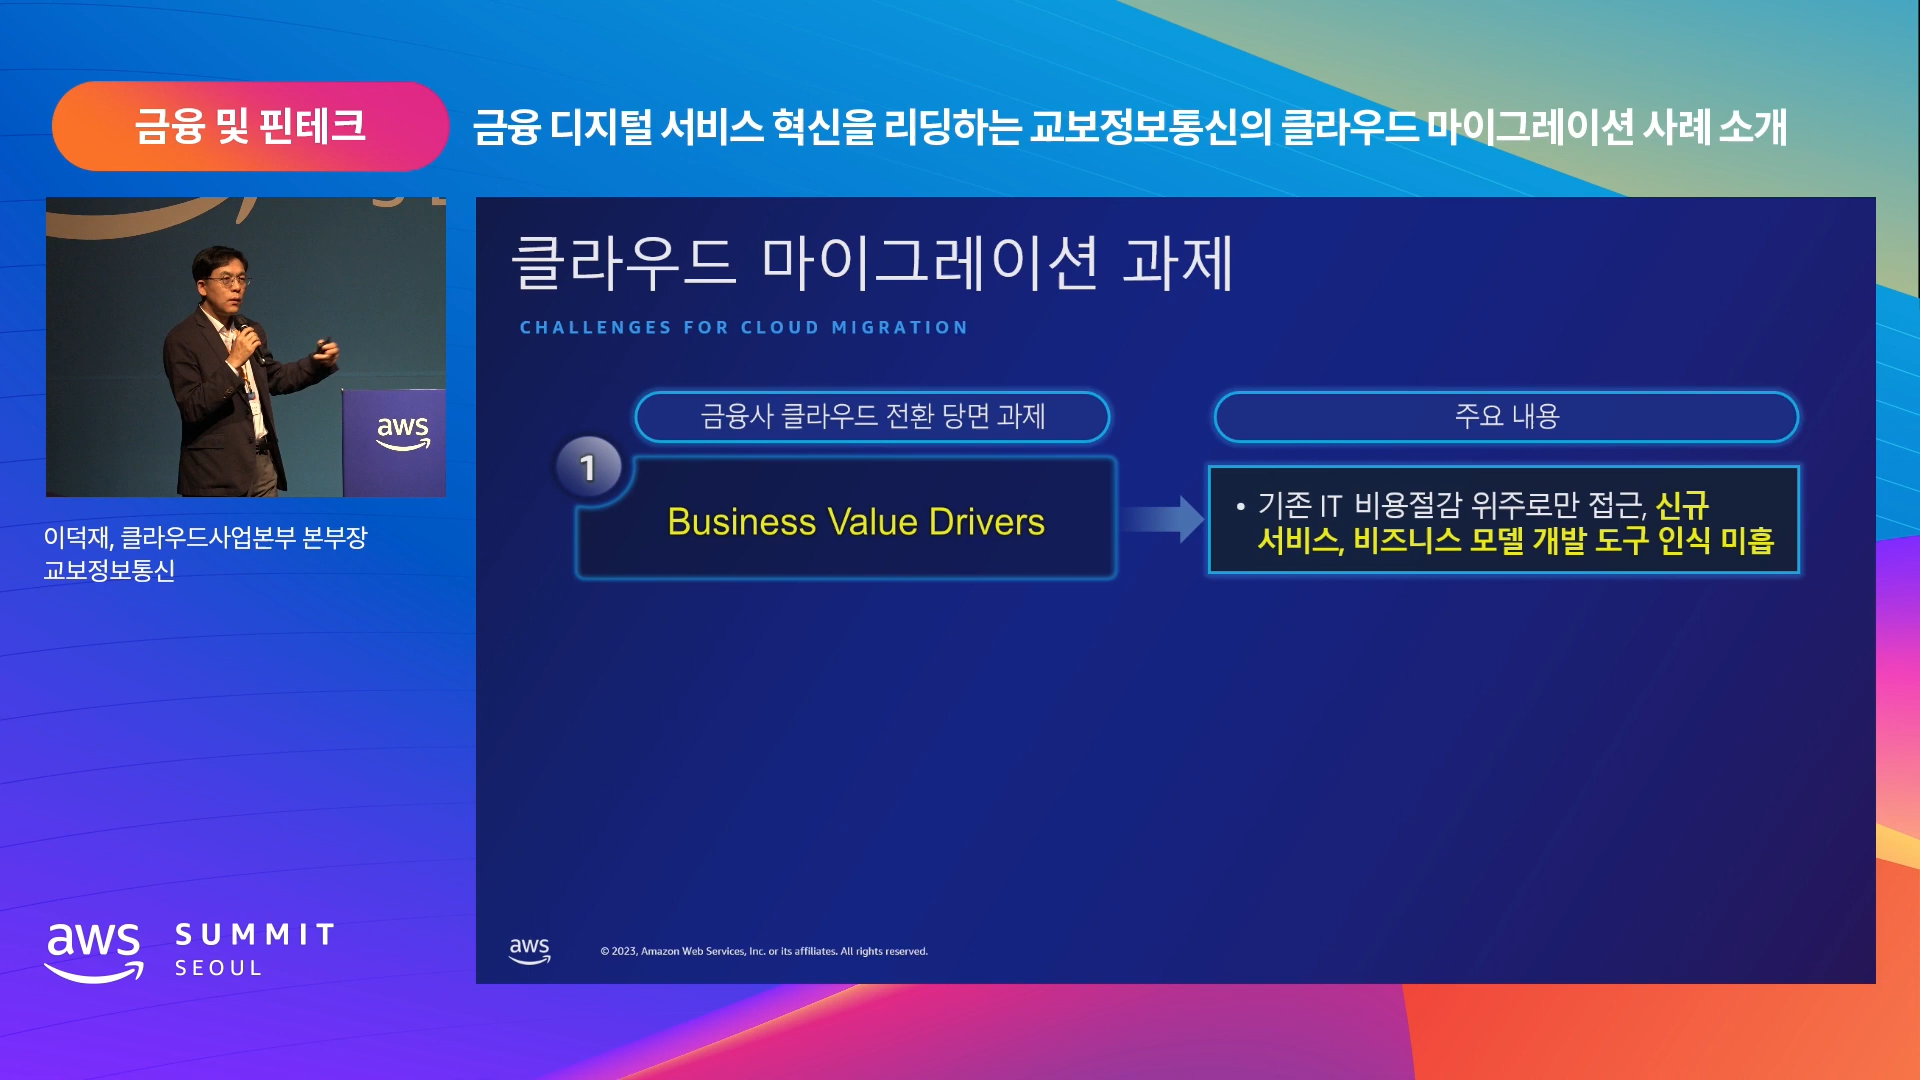 금융 및 핀테크
금융 디지털 서비스 혁신을 리딩하는 교보정보통신의 클라우드 마이그레이션 사례 소개
aws
이덕재, 클라우드사업본부 본부장
교보정보통신
클라우드 마이그레이션 과제
CHALLENGES FOR CLOUD MIGRATION
금융사 클라우드 전환 당면 과제
주요 내용
1
Business Value Drivers
• 기존 IT 비용절감 위주로만 접근, 신규
서비스, 비즈니스 모델 개발 도구 인식 미흡
aws
© 2023, Amazon Web Services, Inc. or its affiliates. All rights reserved.
aws
SUMMIT
SEOUL